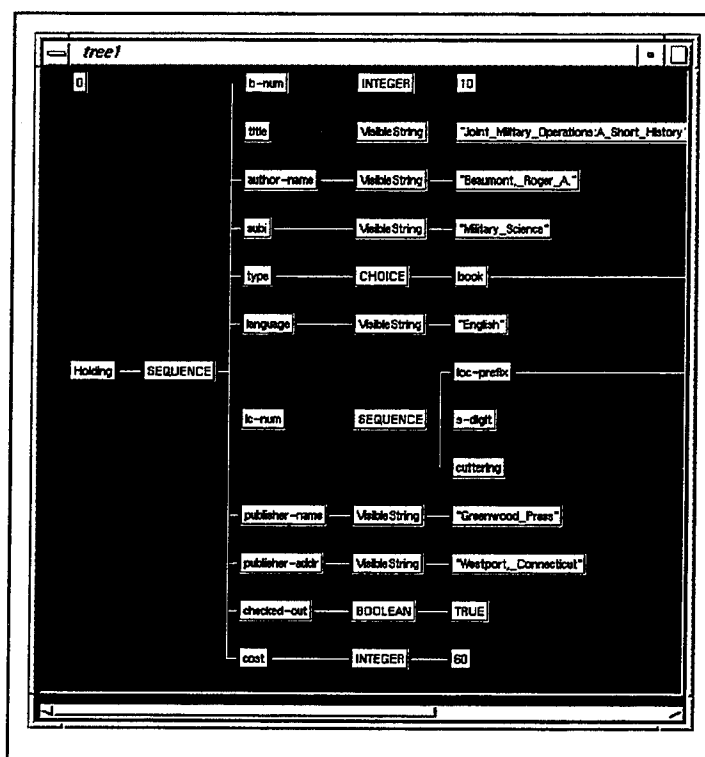 tree1
0 b-num INTEGER 10
title VisibleString "Joint_Military_Operations:A_Short_History"
author-name VisibleString "Beaumont,_Roger_A."
subj VisibleString "Military_Science"
type CHOICE book
language VisibleString "English"
Holding SEQUENCE loc-prefix
lc-num SEQUENCE s-digit
cuttering
publisher-name VisibleString "Greenwood_Press"
publisher-addr VisibleString "Westport,_Connecticut"
checked-out BOOLEAN TRUE
cost INTEGER 60